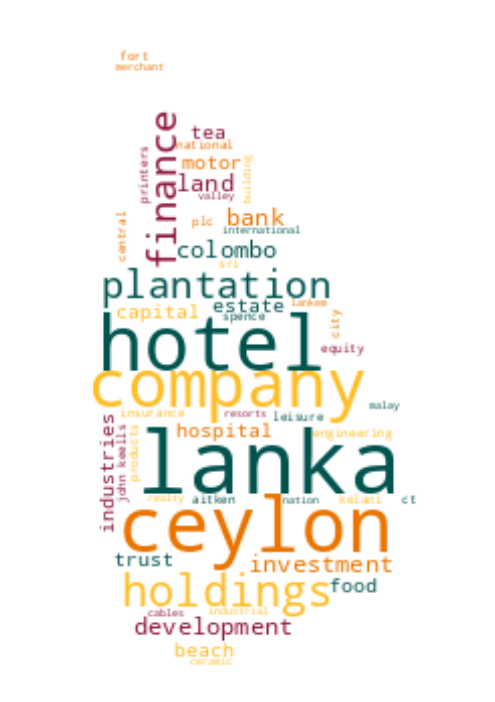 fort
merchant
finance
tea
national
printers
motor
building
land
valley
central
plc
bank
international
colombo
sri
plantation
estate
lankem
capital
spence
city
hotel
equity
company
malay
insurance
resorts
leisure
industries
john keells
products
hospital
engineering
lanka
realty
aitken
nation
kelani
ct
ceylon
trust
investment
holdings
food
cables
industrial
development
beach
ceramic